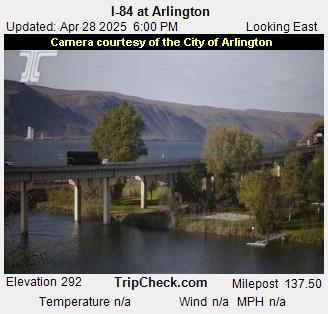 I-84 at Arlington
Updated: Apr 28 2025 6:00 PM Looking East
Camera courtesy of the City of Arlington
Elevation 292 TripCheck.com Milepost 137.50
Temperature n/a Wind n/a MPH n/a